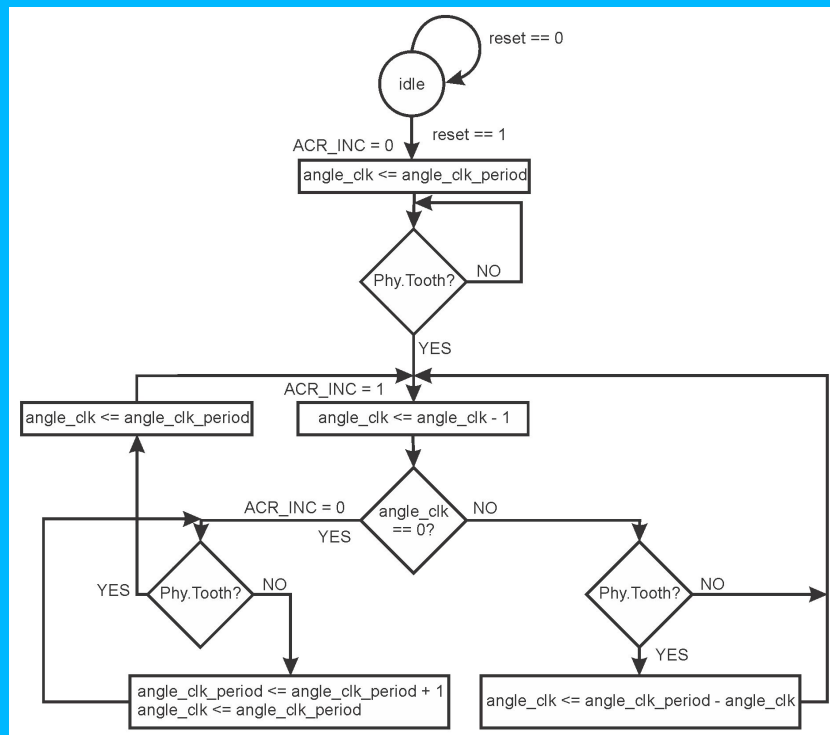 reset == 0
idle
reset == 1
ACR_INC = 0
angle_clk <= angle_clk_period
Phy.Tooth?
NO
YES
ACR_INC = 1
angle_clk <= angle_clk_period
angle_clk <= angle_clk - 1
ACR_INC = 0
YES
angle_clk
== 0?
NO
YES
Phy.Tooth?
NO
Phy.Tooth?
NO
YES
angle_clk_period <= angle_clk_period + 1
angle_clk <= angle_clk_period
angle_clk <= angle_clk_period - angle_clk